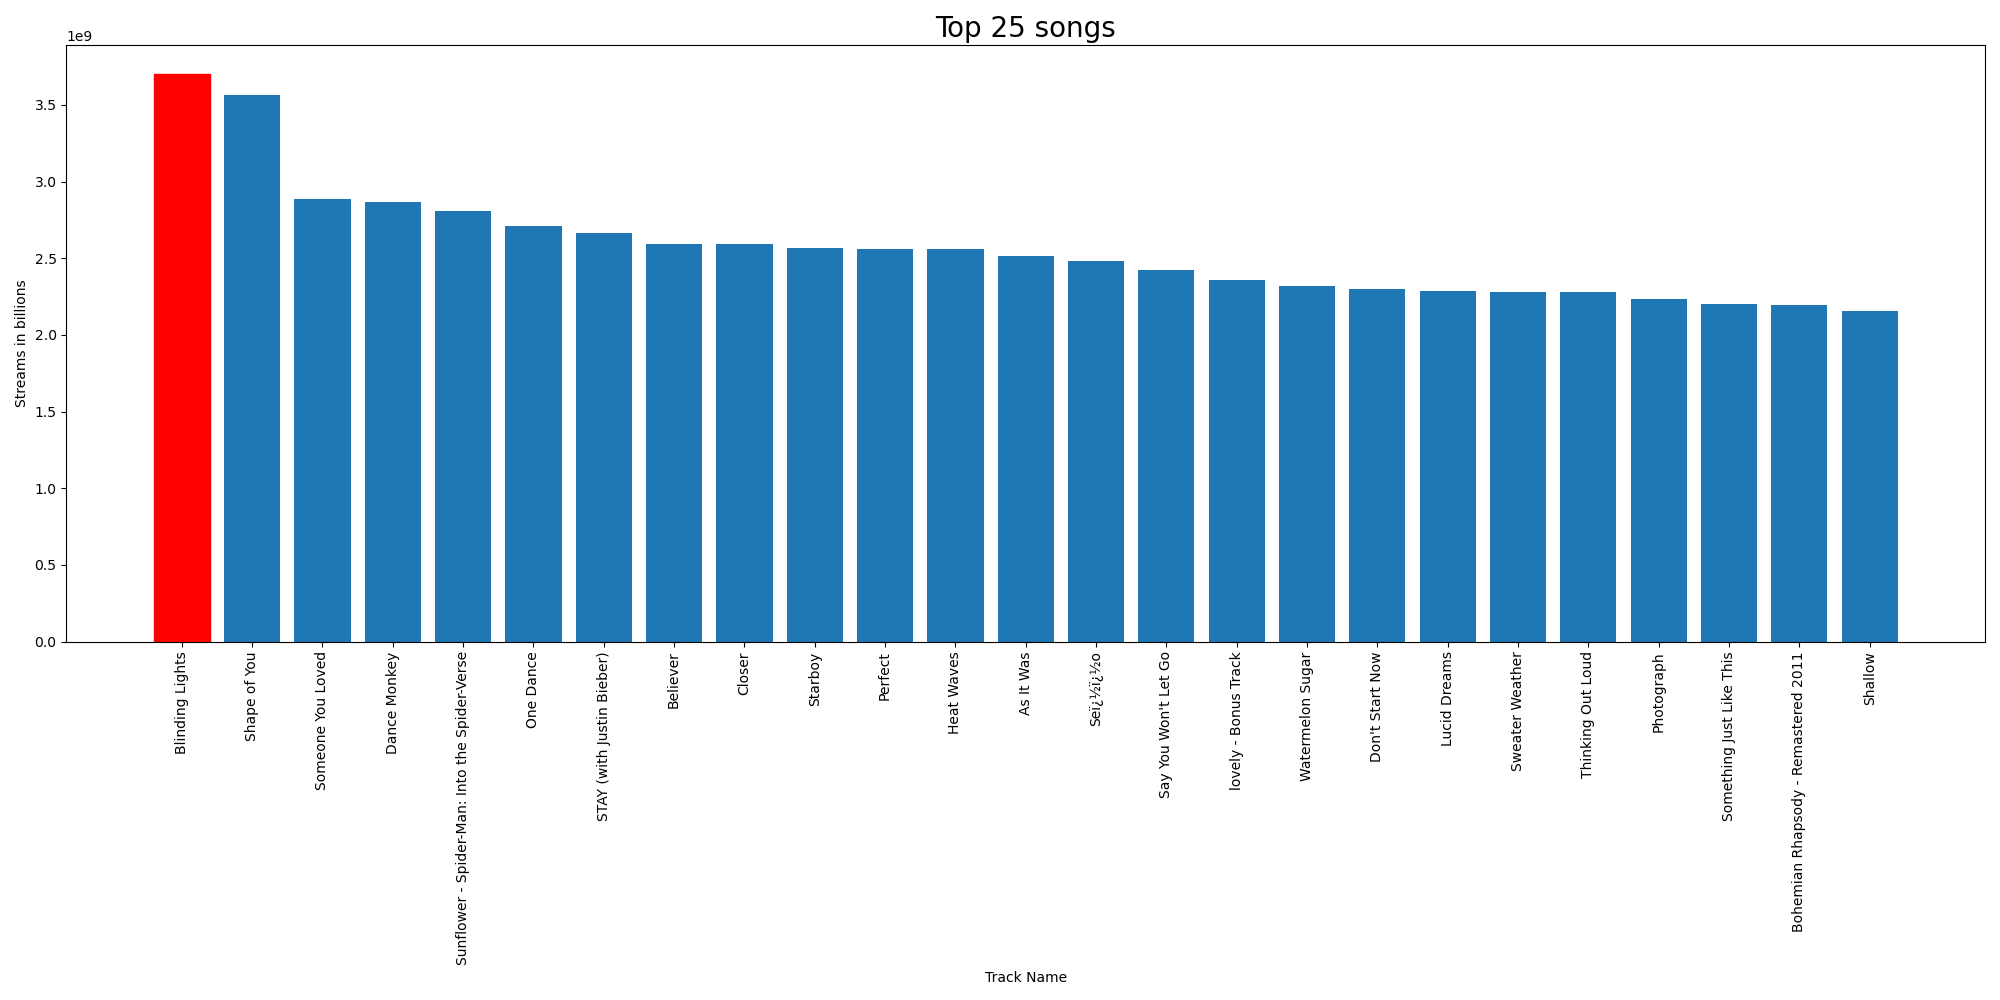 Top 25 songs
1e9
3.5
3.0
2.5
2.0
1.5
1.0
0.5
0.0
Streams in billions
Blinding Lights
Shape of You
Someone You Loved
Dance Monkey
Sunflower - Spider-Man: Into the Spider-Verse
One Dance
STAY (with Justin Bieber)
Believer
Closer
Starboy
Perfect
Heat Waves
As It Was
Seï¿½ï¿½o
Say You Won't Let Go
lovely - Bonus Track
Watermelon Sugar
Don't Start Now
Lucid Dreams
Sweater Weather
Thinking Out Loud
Photograph
Something Just Like This
Bohemian Rhapsody - Remastered 2011
Shallow
Track Name